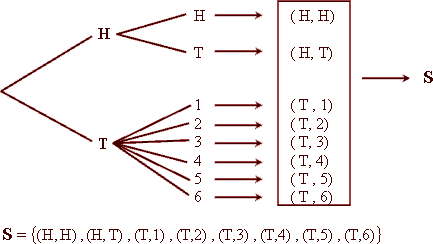 H → (H, H)
H
T → (H, T)
S
1 → (T , 1)
2 → (T, 2)
3 → (T, 3)
T
4 → (T, 4)
5 → (T , 5)
6 → (T , 6)
S = {(H, H) , (H, T) , (T,1) , (T,2) , (T,3) , (T,4) , (T,5) , (T,6)}